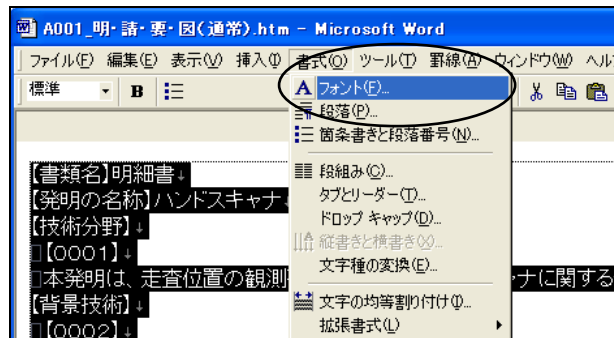 A001_明・請・要・図(通常).htm - Microsoft Word
ファイル(F) 編集(E) 表示(V) 挿入(I) 書式(O) ツール(T) 罫線(A) ウィンドウ(W) ヘル
標準 B
フォント(F)...
段落(P)...
箇条書きと段落番号(N)...
段組み(C)...
タブとリーダー(T)...
ドロップ キャップ(D)...
縦書きと横書き(X)...
文字種の変換(E)...
文字の均等割り付け(I)...
拡張書式(L)
【書類名】明細書↓
【発明の名称】ハンドスキャナ
【技術分野】↓
【0001】↓
本発明は、走査位置の観測 ャナに関する
【背景技術】↓
【0002】↓